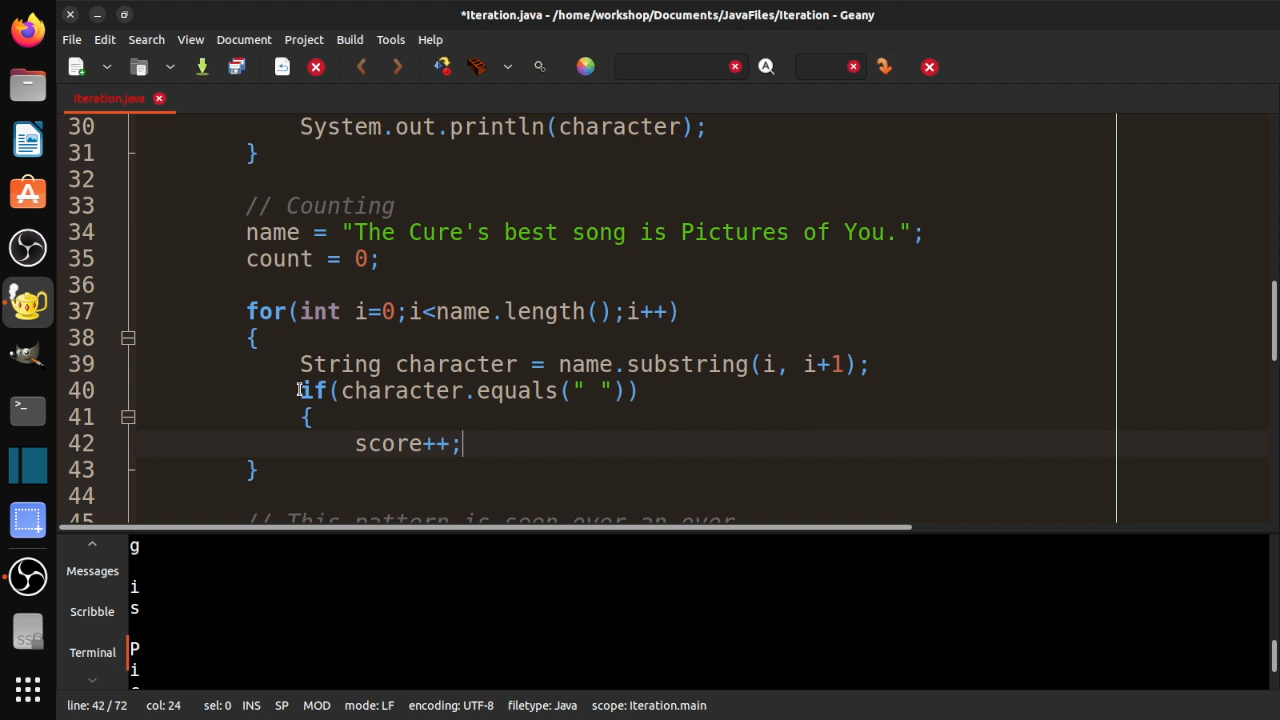 *Iteration.java - /home/workshop/Documents/JavaFiles/Iteration - Geany
File Edit Search View Document Project Build Tools Help
Iteration.java
30 System.out.println(character);
31 }
32
33 // Counting
34 name = "The Cure's best song is Pictures of You.";
35 count = 0;
36
37 for(int i=0;i<name.length();i++)
38 {
39 String character = name.substring(i, i+1);
40 if(character.equals(" "))
41 {
42 score++;
43 }
44
45 // This pattern is seen over an over
Messages
Scribble
Terminal
g
i
s
P
i
line: 42 / 72 col: 24 sel: 0 INS SP MOD mode: LF encoding: UTF-8 filetype: Java scope: Iteration.main